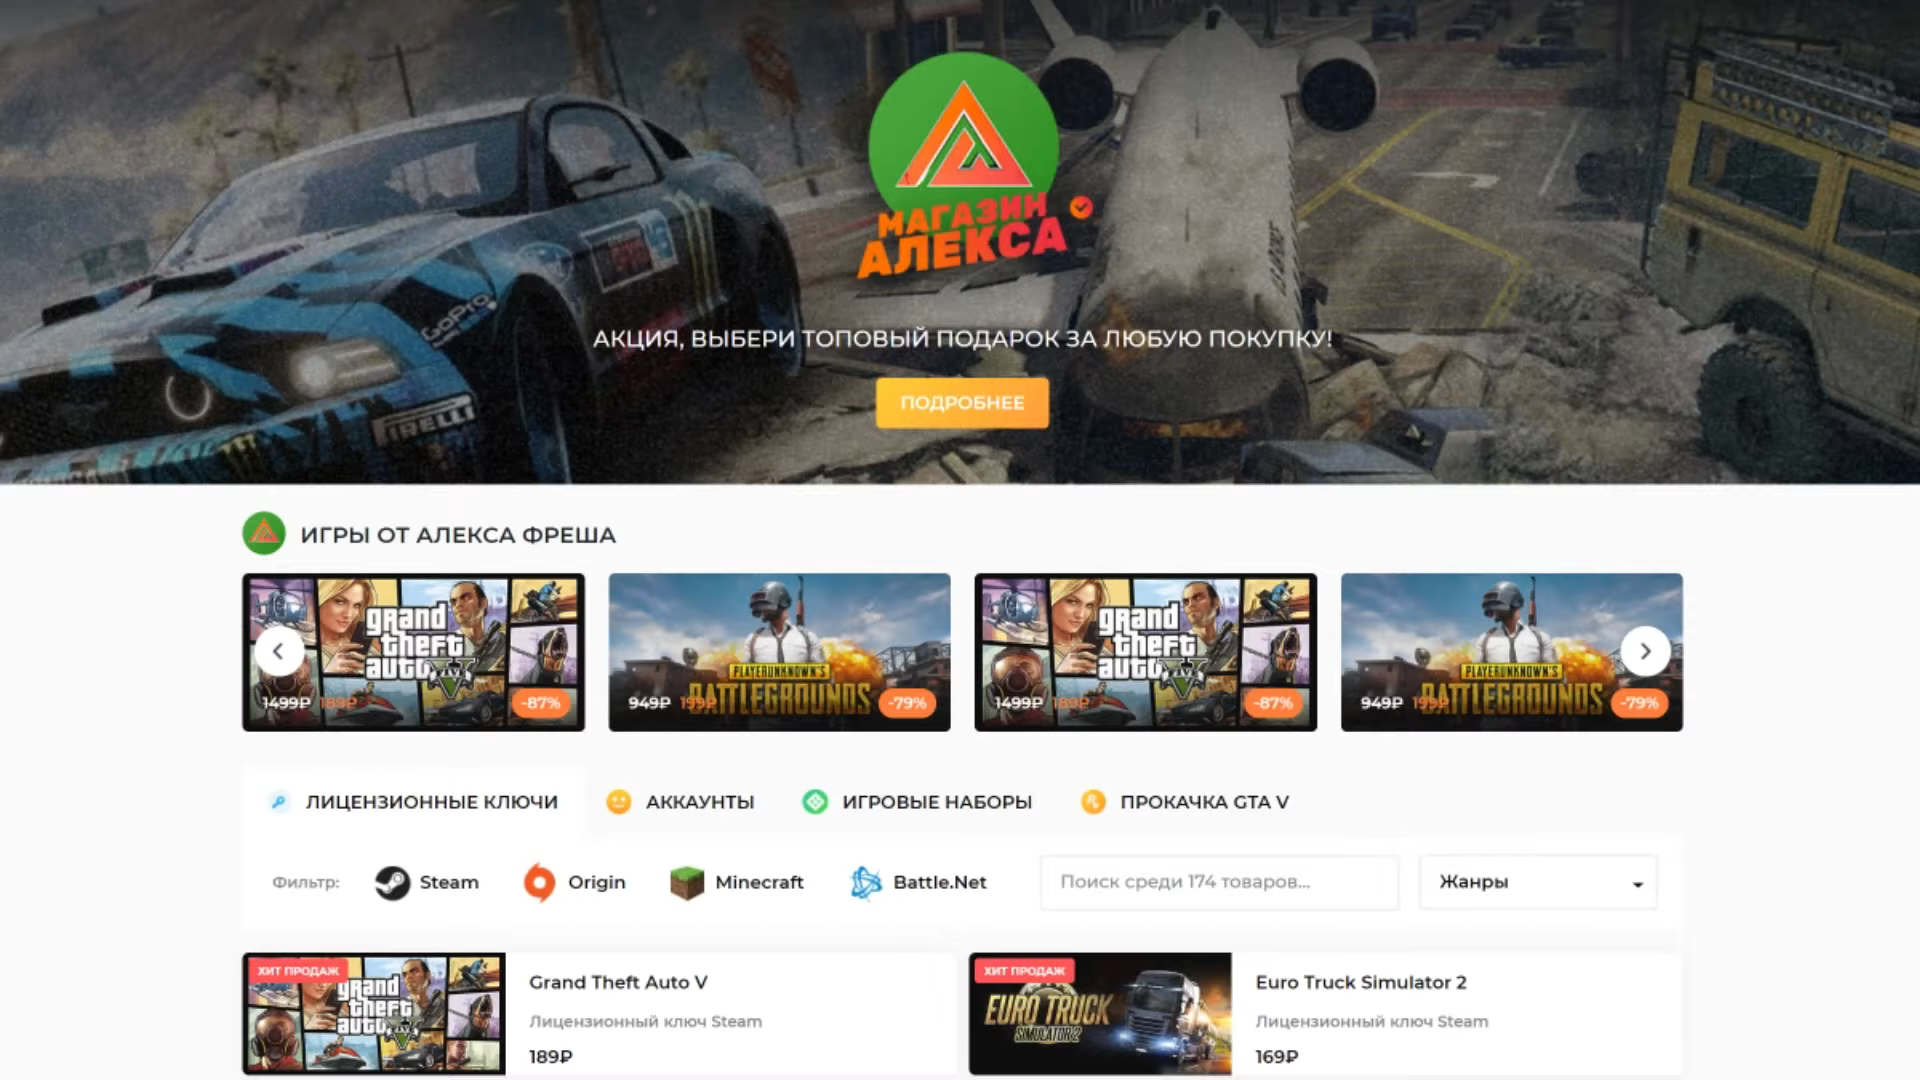 МАГАЗИН
АЛЕКСА
АКЦИЯ, ВЫБЕРИ ТОПОВЫЙ ПОДАРОК ЗА ЛЮБУЮ ПОКУПКУ!
ПОДРОБНЕЕ
GoPro
PIRELLI
ИГРЫ ОТ АЛЕКСА ФРЕША
grand
theft
auto
V
1499₽ 189₽ -87%
PLAYERUNKNOWN'S
BATTLEGROUNDS
949₽ 199₽ -79%
grand
theft
auto
V
1499₽ 189₽ -87%
PLAYERUNKNOWN'S
BATTLEGROUNDS
949₽ 199₽ -79%
ЛИЦЕНЗИОННЫЕ КЛЮЧИ АККАУНТЫ ИГРОВЫЕ НАБОРЫ ПРОКАЧКА GTA V
Фильтр: Steam Origin Minecraft Battle.Net Поиск среди 174 товаров... Жанры
ХИТ ПРОДАЖ
grand
theft
auto
V
Grand Theft Auto V
Лицензионный ключ Steam
189₽
ХИТ ПРОДАЖ
EURO TRUCK
SIMULATOR 2
Euro Truck Simulator 2
Лицензионный ключ Steam
169₽